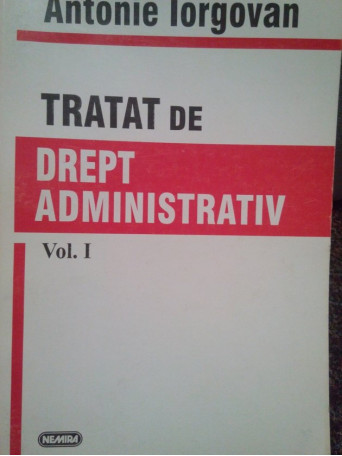 Antonie Iorgovan
TRATAT DE
DREPT
ADMINISTRATIV
Vol. I
NEMIRA